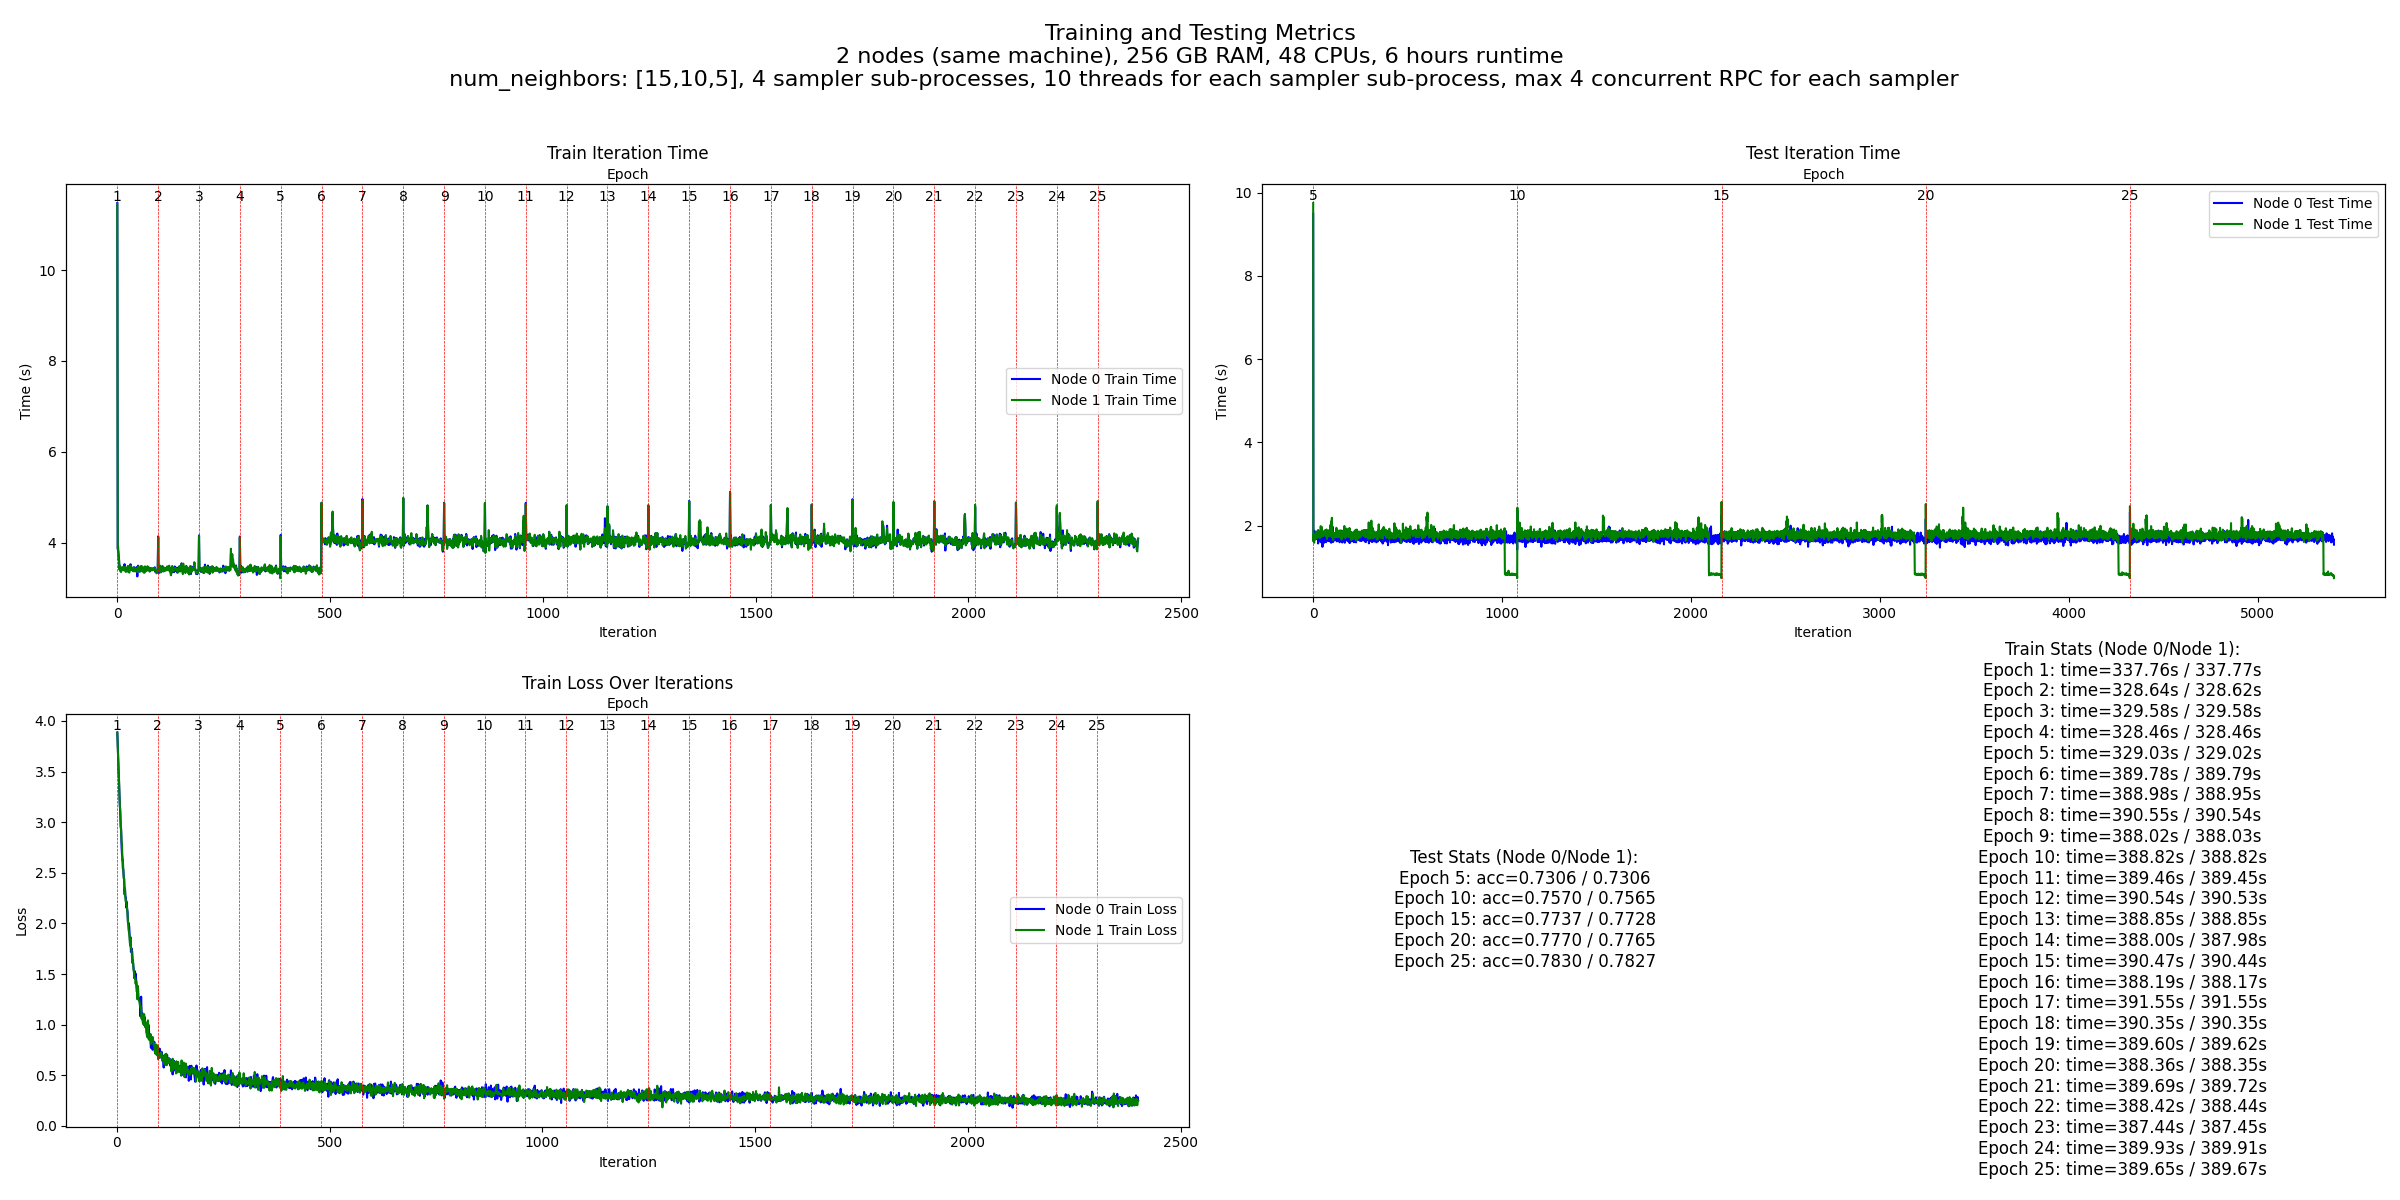 Training and Testing Metrics
2 nodes (same machine), 256 GB RAM, 48 CPUs, 6 hours runtime
num_neighbors: [15,10,5], 4 sampler sub-processes, 10 threads for each sampler sub-process, max 4 concurrent RPC for each sampler
Train Iteration Time
Epoch
1 2 3 4 5 6 7 8 9 10 11 12 13 14 15 16 17 18 19 20 21 22 23 24 25
10
8
6
4
Time (s)
Node 0 Train Time
Node 1 Train Time
0 500 1000 1500 2000 2500
Iteration
Test Iteration Time
Epoch
5 10 15 20 25
10
8
6
4
2
Time (s)
Node 0 Test Time
Node 1 Test Time
0 1000 2000 3000 4000 5000
Iteration
Train Loss Over Iterations
Epoch
1 2 3 4 5 6 7 8 9 10 11 12 13 14 15 16 17 18 19 20 21 22 23 24 25
4.0
3.5
3.0
2.5
2.0
1.5
1.0
0.5
0.0
Loss
Node 0 Train Loss
Node 1 Train Loss
0 500 1000 1500 2000 2500
Iteration
Test Stats (Node 0/Node 1):
Epoch 5: acc=0.7306 / 0.7306
Epoch 10: acc=0.7570 / 0.7565
Epoch 15: acc=0.7737 / 0.7728
Epoch 20: acc=0.7770 / 0.7765
Epoch 25: acc=0.7830 / 0.7827
Train Stats (Node 0/Node 1):
Epoch 1: time=337.76s / 337.77s
Epoch 2: time=328.64s / 328.62s
Epoch 3: time=329.58s / 329.58s
Epoch 4: time=328.46s / 328.46s
Epoch 5: time=329.03s / 329.02s
Epoch 6: time=389.78s / 389.79s
Epoch 7: time=388.98s / 388.95s
Epoch 8: time=390.55s / 390.54s
Epoch 9: time=388.02s / 388.03s
Epoch 10: time=388.82s / 388.82s
Epoch 11: time=389.46s / 389.45s
Epoch 12: time=390.54s / 390.53s
Epoch 13: time=388.85s / 388.85s
Epoch 14: time=388.00s / 387.98s
Epoch 15: time=390.47s / 390.44s
Epoch 16: time=388.19s / 388.17s
Epoch 17: time=391.55s / 391.55s
Epoch 18: time=390.35s / 390.35s
Epoch 19: time=389.60s / 389.62s
Epoch 20: time=388.36s / 388.35s
Epoch 21: time=389.69s / 389.72s
Epoch 22: time=388.42s / 388.44s
Epoch 23: time=387.44s / 387.45s
Epoch 24: time=389.93s / 389.91s
Epoch 25: time=389.65s / 389.67s